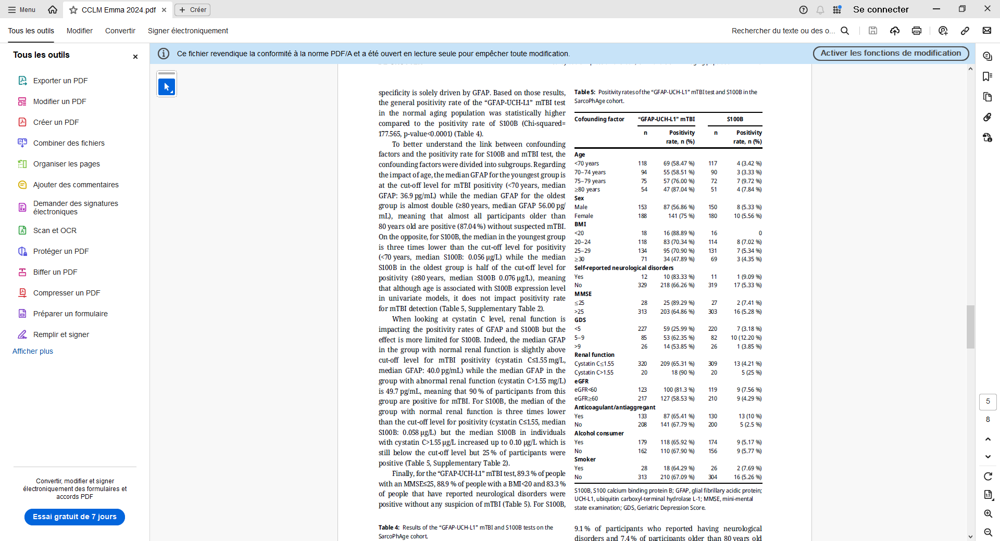 Menu
CCLM Emma 2024.pdf
Créer
Se connecter
Tous les outils
Modifier
Convertir
Signer électroniquement
Rechercher du texte ou des o...
Tous les outils
Ce fichier revendique la conformité à la norme PDF/A et a été ouvert en lecture seule pour empêcher toute modification.
Activer les fonctions de modification
Exporter un PDF
Modifier un PDF
Créer un PDF
Combiner des fichiers
Organiser les pages
Ajouter des commentaires
Demander des signatures
électroniques
Scan et OCR
Protéger un PDF
Biffer un PDF
Compresser un PDF
Préparer un formulaire
Remplir et signer
Afficher plus
Convertir, modifier et signer
électroniquement des formulaires et
accords PDF
Essai gratuit de 7 jours
specificity is solely driven by GFAP. Based on those results,
the general positivity rate of the “GFAP-UCH-L1” mTBI test
in the normal aging population was statistically higher
compared to the positivity rate of S100B (Chi-squared=
177.565, p-value<0.0001) (Table 4).
To better understand the link between confounding
factors and the positivity rate for S100B and mTBI test, the
confounding factors were divided into subgroups. Regarding
the impact of age, the median GFAP for the youngest group is
at the cut-off level for mTBI positivity (<70 years, median
GFAP: 36.9 pg/mL) while the median GFAP for the oldest
group is almost double (≥80 years, median GFAP 56.00 pg/
mL), meaning that almost all participants older than
80 years old are positive (87.04 %) without suspected mTBI.
On the opposite, for S100B, the median in the youngest group
is three times lower than the cut-off level for positivity
(<70 years, median S100B: 0.056 µg/L) while the median
S100B in the oldest group is half of the cut-off level for
positivity (≥80 years, median S100B 0.076 µg/L), meaning
that although age is associated with S100B expression level
in univariate models, it does not impact positivity rate
for mTBI detection (Table 5, Supplementary Table 2).
When looking at cystatin C level, renal function is
impacting the positivity rates of GFAP and S100B but the
effect is more limited for S100B. Indeed, the median GFAP
in the group with normal renal function is slightly above
cut-off level for mTBI positivity (cystatin C≤1.55 mg/L,
median GFAP: 40.0 pg/mL) while the median GFAP in the
group with abnormal renal function (cystatin C>1.55 mg/L)
is 49.7 pg/mL, meaning that 90 % of participants from this
group are positive for mTBI. For S100B, the median of the
group with normal renal function is three times lower
than the cut-off level for positivity (cystatin C≤1.55, median
S100B: 0.058 µg/L) but the median S100B in individuals
with cystatin C>1.55 µg/L increased up to 0.10 µg/L which is
still below the cut-off level but 25 % of participants were
positive (Table 5, Supplementary Table 2).
Finally, for the “GFAP-UCH-L1” mTBI test, 89.3 % of people
with an MMSE≤25, 88.9 % of people with a BMI<20 and 83.3 %
of people that have reported neurological disorders were
positive without any suspicion of mTBI (Table 5). For S100B,
Table 4: Results of the “GFAP-UCH-L1” mTBI and S100B tests on the
SarcoPhAge cohort.
Table 5: Positivity rates of the “GFAP-UCH-L1” mTBI test and S100B in the
SarcoPhAge cohort.
Cofounding factor “GFAP-UCH-L1” mTBI S100B
n Positivity n Positivity
rate, n (%) rate, n (%)
Age
<70 years 118 69 (58.47 %) 117 4 (3.42 %)
70–74 years 94 55 (58.51 %) 90 3 (3.33 %)
75–79 years 75 57 (76.00 %) 72 7 (9.72 %)
≥80 years 54 47 (87.04 %) 51 4 (7.84 %)
Sex
Male 153 87 (56.86 %) 150 8 (5.33 %)
Female 188 141 (75 %) 180 10 (5.56 %)
BMI
<20 18 16 (88.89 %) 16 0
20–24 118 83 (70.34 %) 114 8 (7.02 %)
25–29 134 95 (70.90 %) 131 7 (5.34 %)
≥30 71 34 (47.89 %) 69 3 (4.35 %)
Self-reported neurological disorders
Yes 12 10 (83.33 %) 11 1 (9.09 %)
No 329 218 (66.26 %) 319 17 (5.33 %)
MMSE
≤25 28 25 (89.29 %) 27 2 (7.41 %)
>25 313 203 (64.86 %) 303 16 (5.28 %)
GDS
<5 227 59 (25.99 %) 220 7 (3.18 %)
5–9 85 53 (62.35 %) 82 10 (12.20 %)
>9 26 14 (53.85 %) 26 1 (3.85 %)
Renal function
Cystatin C≤1.55 320 209 (65.31 %) 309 13 (4.21 %)
Cystatin C>1.55 20 18 (90 %) 20 5 (25 %)
eGFR
eGFR<60 123 100 (81.3 %) 119 9 (7.56 %)
eGFR≥60 217 127 (58.53 %) 210 9 (4.29 %)
Anticoagulant/antiaggregant
Yes 133 87 (65.41 %) 130 13 (10 %)
No 208 141 (67.79 %) 200 5 (2.5 %)
Alcohol consumer
Yes 179 118 (65.92 %) 174 9 (5.17 %)
No 162 110 (67.90 %) 156 9 (5.77 %)
Smoker
Yes 28 18 (64.29 %) 26 2 (7.69 %)
No 313 210 (67.09 %) 304 16 (5.26 %)
S100B, S100 calcium binding protein B; GFAP, glial fibrillary acidic protein;
UCH-L1, ubiquitin carboxyl-terminal hydrolase L-1; MMSE, mini-mental
state examination; GDS, Geriatric Depression Score.
9.1 % of participants who reported having neurological
disorders and 7.4 % of participants older than 80 years old
5
8